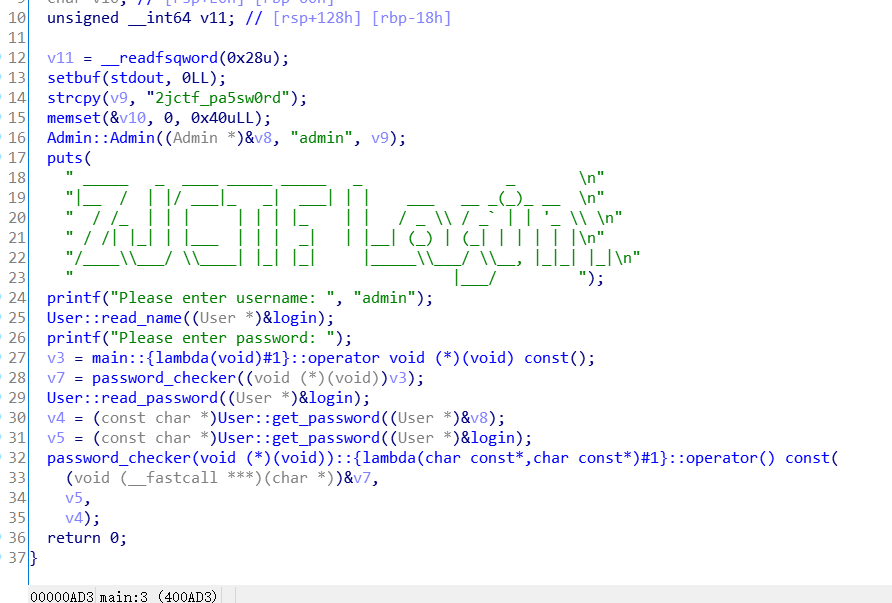 10 unsigned __int64 v11; // [rsp+128h] [rbp-18h]
11
12 v11 = __readfsqword(0x28u);
13 setbuf(stdout, 0LL);
14 strcpy(v9, "2jctf_pa5sw0rd");
15 memset(&v10, 0, 0x40uLL);
16 Admin::Admin((Admin *)&v8, "admin", v9);
17 puts(
18 " _____   _  ____ _____ _____   _                _        \n"
19 "|__  /  | |/ ___|_   _|  ___| | |    ___   __ _(_)_ __  \n"
20 "  / /_  | | |     | | | |_    | |   / _ \\ / _` | | '_ \\ \n"
21 " / /| |_| | |___  | | |  _|   | |__| (_) | (_| | | | | |\n"
22 "/____\\___/ \\____| |_| |_|     |_____\\___/ \\__, |_|_| |_|\n"
23 "                                          |___/         ");
24 printf("Please enter username: ", "admin");
25 User::read_name((User *)&login);
26 printf("Please enter password: ");
27 v3 = main::{lambda(void)#1}::operator void (*)(void) const();
28 v7 = password_checker((void (*)(void))v3);
29 User::read_password((User *)&login);
30 v4 = (const char *)User::get_password((User *)&v8);
31 v5 = (const char *)User::get_password((User *)&login);
32 password_checker(void (*)(void))::{lambda(char const*,char const*)#1}::operator() const(
33 (void (__fastcall ***)(char *))&v7,
34 v5,
35 v4);
36 return 0;
37 }
00000AD3 main:3 (400AD3)